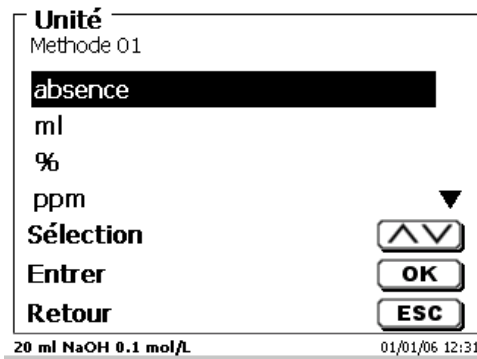 Unité
Methode 01
absence
ml
%
ppm
Sélection
Entrer OK
Retour ESC
20 ml NaOH 0.1 mol/L 01/01/06 12:31